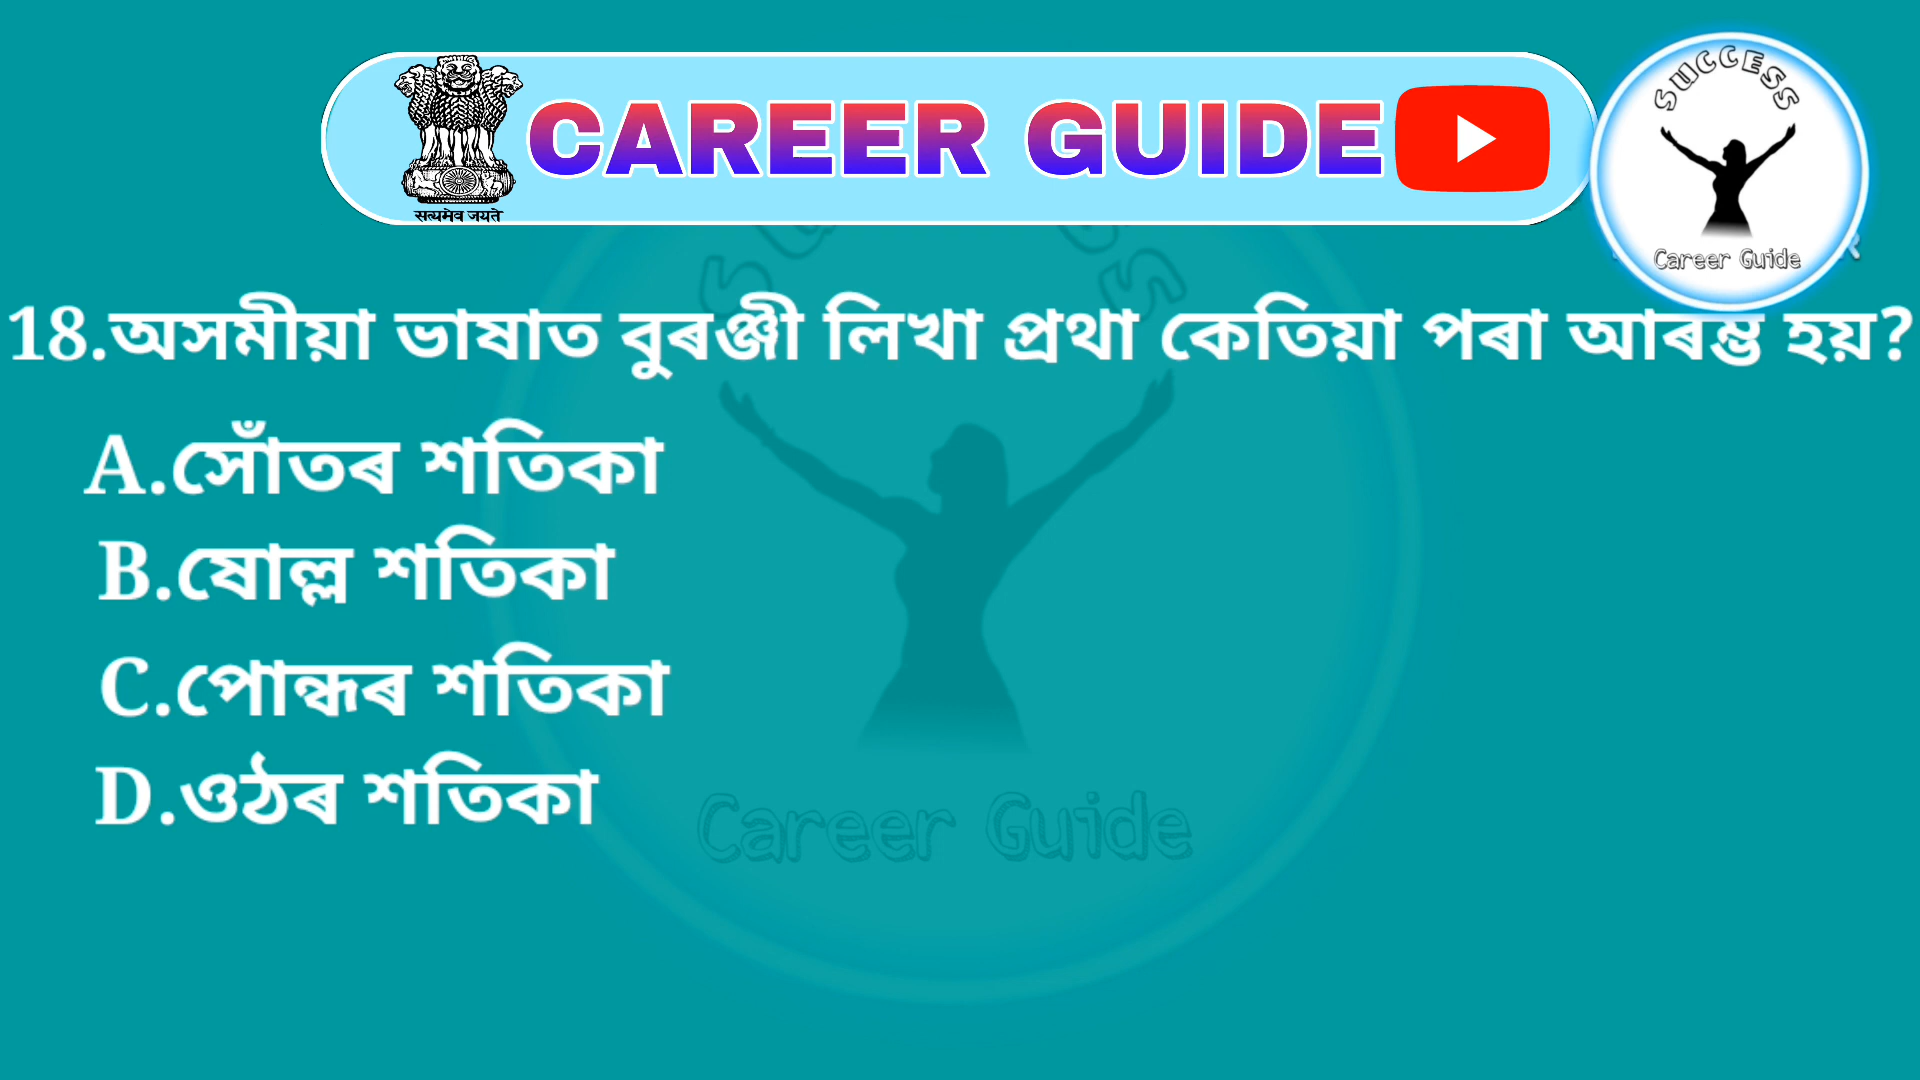 सत्यमेव जयते
CAREER GUIDE
SUCCESS
Career Guide
18.অসমীয়া ভাষাত বুৰঞ্জী লিখা প্ৰথা কেতিয়া পৰা আৰম্ভ হয়?
A.সোঁতৰ শতিকা
B.ষোল্ল শতিকা
C.পোন্ধৰ শতিকা
D.ওঠৰ শতিকা
Career Guide